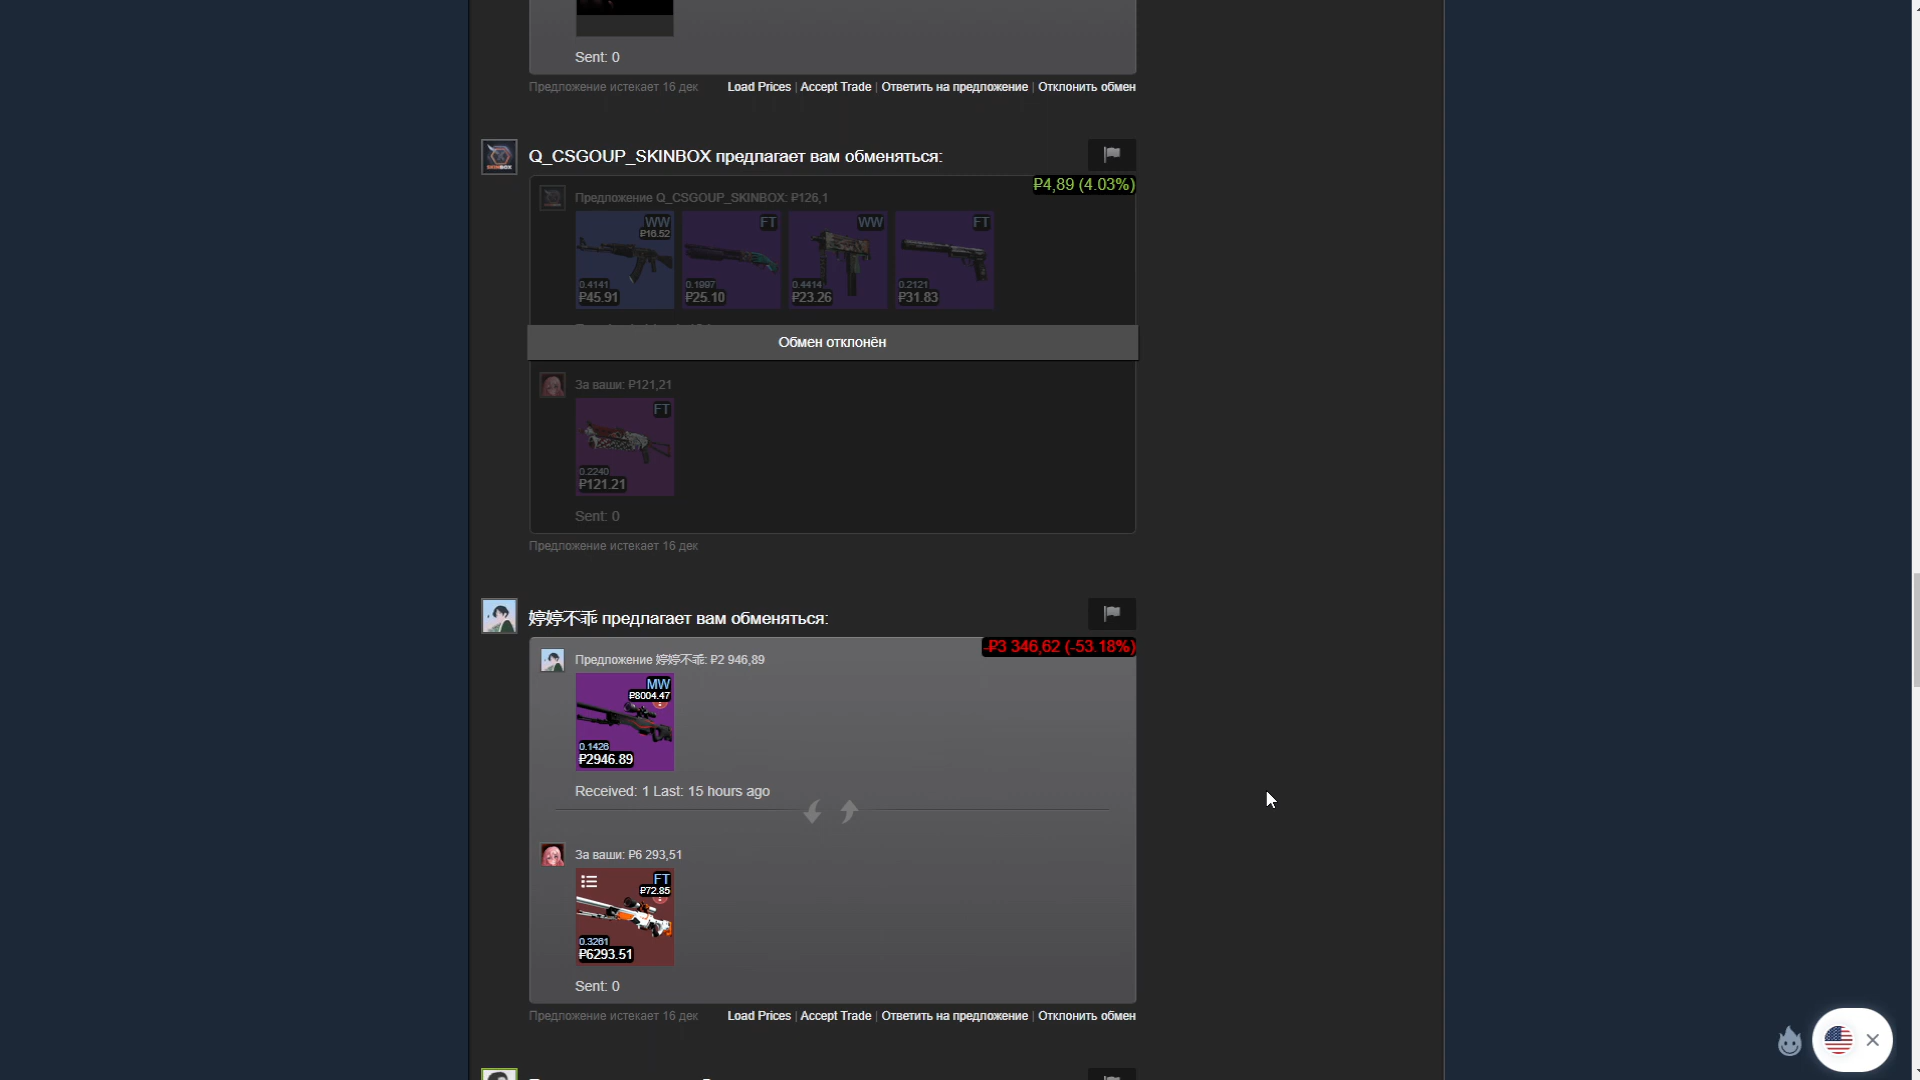 Sent: 0
Предложение истекает 16 дек
Load Prices | Accept Trade | Ответить на предложение | Отклонить обмен
Q_CSGOUP_SKINBOX предлагает вам обменяться:
₽4,89 (4.03%)
Предложение Q_CSGOUP_SKINBOX: ₽126,1
WW
₽16.52
0.4141
₽45.91
FT
0.1997
₽25.10
WW
0.4414
₽23.26
FT
0.2121
₽31.83
Обмен отклонён
За ваши: ₽121,21
FT
0.2240
₽121.21
Sent: 0
Предложение истекает 16 дек
婷婷不乖 предлагает вам обменяться:
-₽3 346,62 (-53.18%)
Предложение 婷婷不乖: ₽2 946,89
MW
₽8004.47
0.1426
₽2946.89
Received: 1 Last: 15 hours ago
За ваши: ₽6 293,51
FT
₽72.85
0.3261
₽6293.51
Sent: 0
Предложение истекает 16 дек
Load Prices | Accept Trade | Ответить на предложение | Отклонить обмен